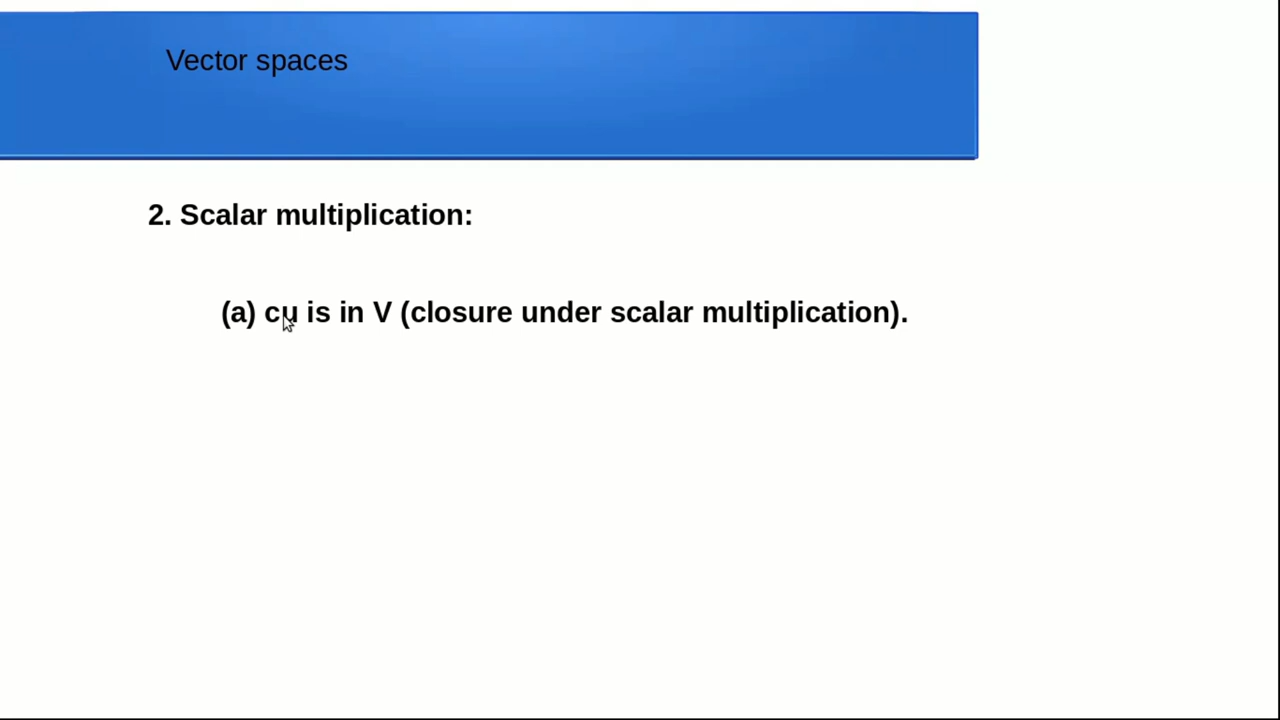 Vector spaces
2. Scalar multiplication:
(a) cu is in V (closure under scalar multiplication).